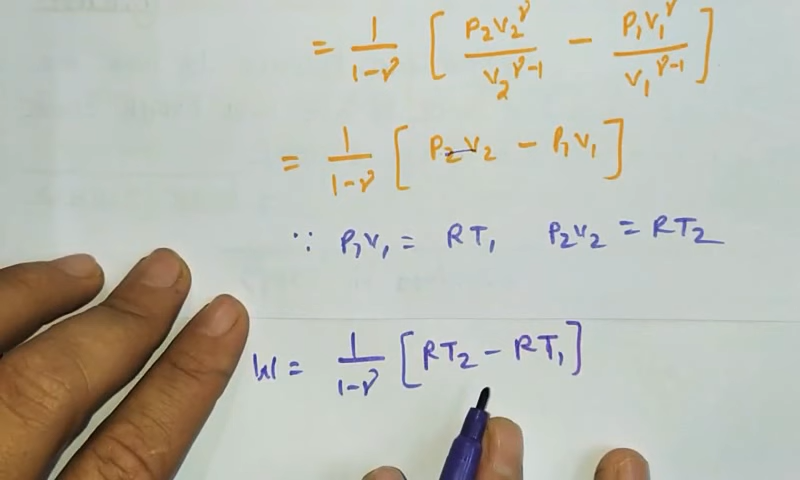 = 1/(1-γ) [ P₂V₂^γ / V₂^(γ-1) - P₁V₁^γ / V₁^(γ-1) ]
= 1/(1-γ) [ P₂V₂ - P₁V₁ ]
∵ P₁V₁ = RT₁ P₂V₂ = RT₂
W = 1/(1-γ) [ RT₂ - RT₁ ]